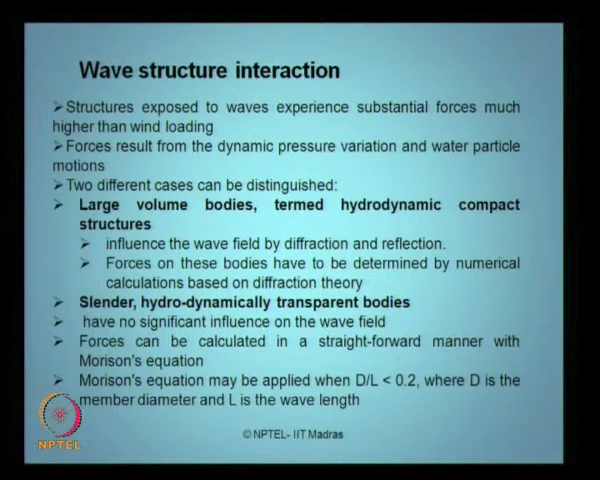 Wave structure interaction
➢Structures exposed to waves experience substantial forces much
higher than wind loading
➢Forces result from the dynamic pressure variation and water particle
motions
➢Two different cases can be distinguished:
➢ Large volume bodies, termed hydrodynamic compact
structures
➢ influence the wave field by diffraction and reflection.
➢ Forces on these bodies have to be determined by numerical
calculations based on diffraction theory
➢ Slender, hydro-dynamically transparent bodies
➢ have no significant influence on the wave field
➢ Forces can be calculated in a straight-forward manner with
Morison's equation
➢ Morison's equation may be applied when D/L < 0.2, where D is the
member diameter and L is the wave length
NPTEL
© NPTEL- IIT Madras